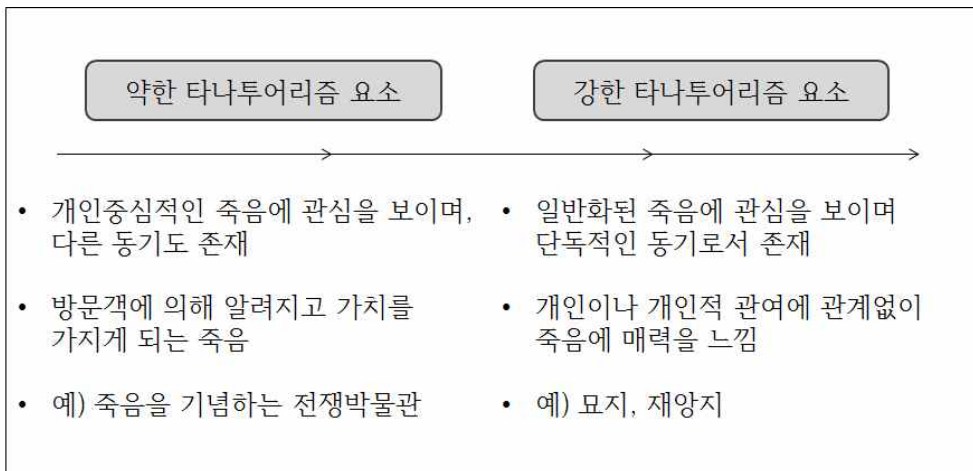 약한 타나투어리즘 요소
강한 타나투어리즘 요소
• 개인중심적인 죽음에 관심을 보이며,
다른 동기도 존재
• 방문객에 의해 알려지고 가치를
가지게 되는 죽음
• 예) 죽음을 기념하는 전쟁박물관
• 일반화된 죽음에 관심을 보이며
단독적인 동기로서 존재
• 개인이나 개인적 관여에 관계없이
죽음에 매력을 느낌
• 예) 묘지, 재앙지